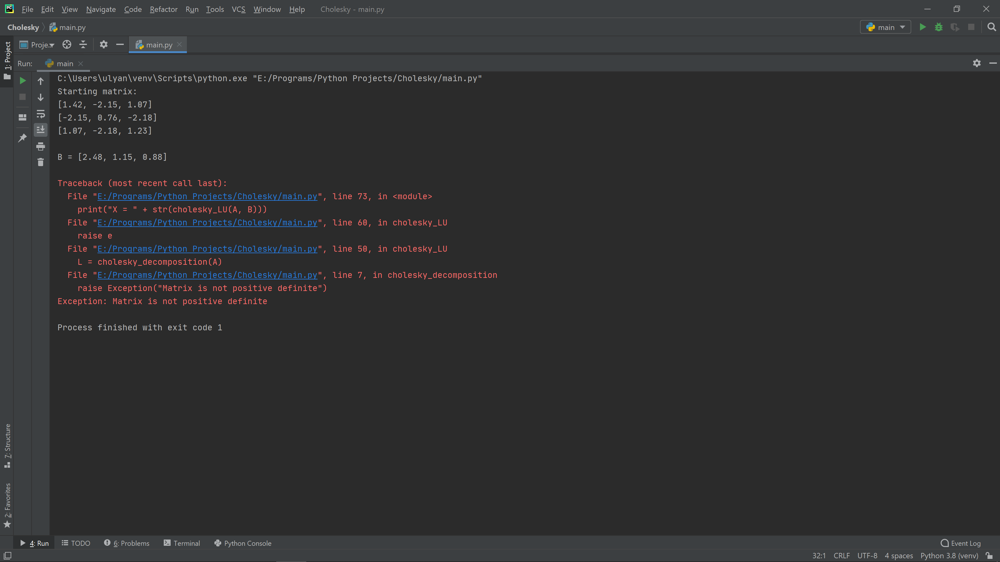 PC File Edit View Navigate Code Refactor Run Tools VCS Window Help Cholesky - main.py
Cholesky main.py main
Proje... main.py
1: Project
Run: main
C:\Users\ulyan\venv\Scripts\python.exe "E:/Programs/Python Projects/Cholesky/main.py"
Starting matrix:
[1.42, -2.15, 1.07]
[-2.15, 0.76, -2.18]
[1.07, -2.18, 1.23]
B = [2.48, 1.15, 0.88]
Traceback (most recent call last):
  File "E:/Programs/Python Projects/Cholesky/main.py", line 73, in <module>
    print("X = " + str(cholesky_LU(A, B)))
  File "E:/Programs/Python Projects/Cholesky/main.py", line 60, in cholesky_LU
    raise e
  File "E:/Programs/Python Projects/Cholesky/main.py", line 50, in cholesky_LU
    L = cholesky_decomposition(A)
  File "E:/Programs/Python Projects/Cholesky/main.py", line 7, in cholesky_decomposition
    raise Exception("Matrix is not positive definite")
Exception: Matrix is not positive definite
Process finished with exit code 1
7: Structure
2: Favorites
4: Run TODO 6: Problems Terminal Python Console Event Log
32:1 CRLF UTF-8 4 spaces Python 3.8 (venv)